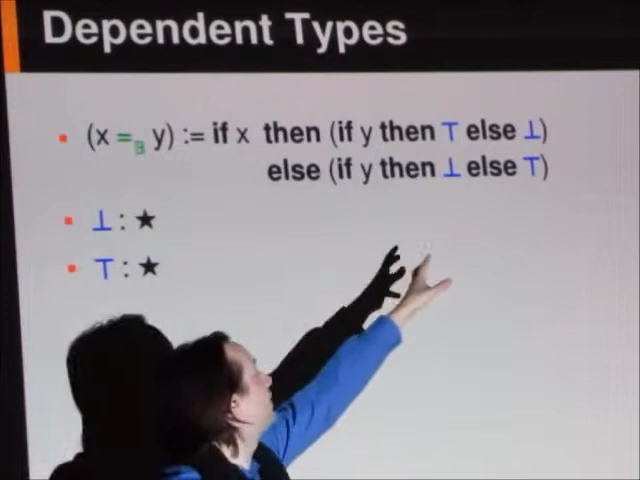 Dependent Types
▪ (x =𝔹 y) := if x then (if y then ⊤ else ⊥)
else (if y then ⊥ else ⊤)
▪ ⊥ : ★
▪ ⊤ : ★